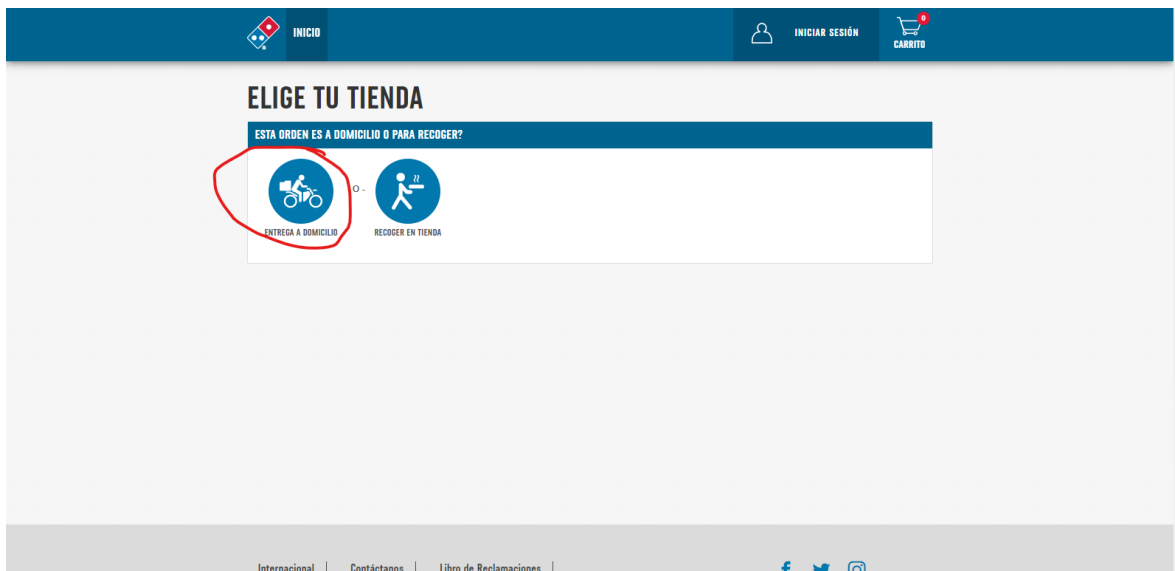 INICIO
INICIAR SESIÓN
0
CARRITO
ELIGE TU TIENDA
ESTA ORDEN ES A DOMICILIO O PARA RECOGER?
O -
ENTREGA A DOMICILIO
RECOGER EN TIENDA
Internacional | Contáctanos | Libro de Reclamaciones |